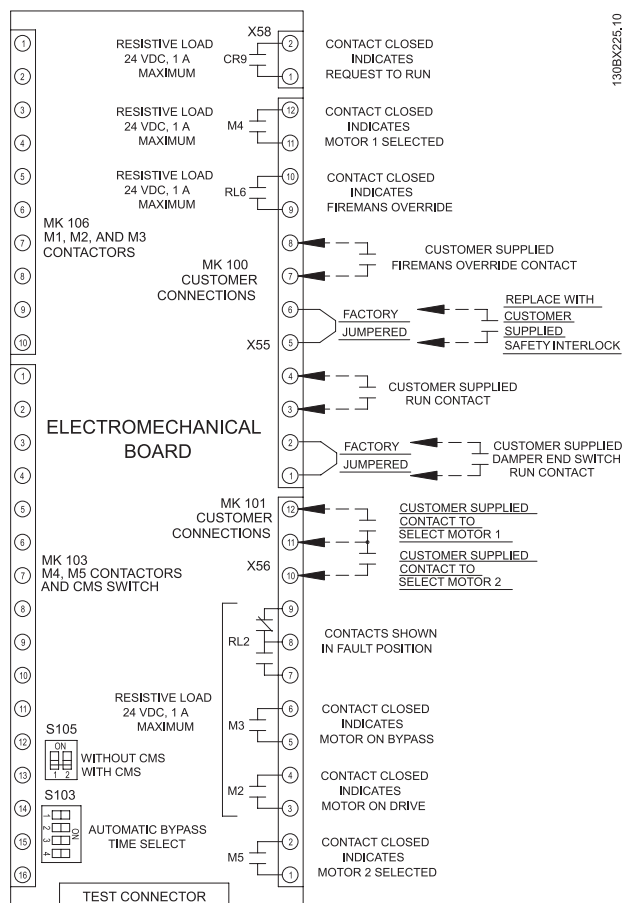 130BX225.10
X58
1
2
3
4
5
6
7
8
9
10
MK 106
M1, M2, AND M3
CONTACTORS
RESISTIVE LOAD
24 VDC, 1 A
MAXIMUM
CR9
2
1
CONTACT CLOSED
INDICATES
REQUEST TO RUN
RESISTIVE LOAD
24 VDC, 1 A
MAXIMUM
M4
12
11
CONTACT CLOSED
INDICATES
MOTOR 1 SELECTED
RESISTIVE LOAD
24 VDC, 1 A
MAXIMUM
RL6
10
9
CONTACT CLOSED
INDICATES
FIREMANS OVERRIDE
MK 100
CUSTOMER
CONNECTIONS
8
7
CUSTOMER SUPPLIED
FIREMANS OVERRIDE CONTACT
X55
6
5
FACTORY
JUMPERED
REPLACE WITH
CUSTOMER
SUPPLIED
SAFETY INTERLOCK
4
3
CUSTOMER SUPPLIED
RUN CONTACT
2
1
FACTORY
JUMPERED
CUSTOMER SUPPLIED
DAMPER END SWITCH
RUN CONTACT
1
2
3
4
5
6
7
8
9
10
11
12
13
14
15
16
ELECTROMECHANICAL
BOARD
MK 103
M4, M5 CONTACTORS
AND CMS SWITCH
MK 101
CUSTOMER
CONNECTIONS
X56
12
11
10
CUSTOMER SUPPLIED
CONTACT TO
SELECT MOTOR 1
CUSTOMER SUPPLIED
CONTACT TO
SELECT MOTOR 2
RL2
9
8
7
CONTACTS SHOWN
IN FAULT POSITION
RESISTIVE LOAD
24 VDC, 1 A
MAXIMUM
M3
6
5
CONTACT CLOSED
INDICATES
MOTOR ON BYPASS
M2
4
3
CONTACT CLOSED
INDICATES
MOTOR ON DRIVE
M5
2
1
CONTACT CLOSED
INDICATES
MOTOR 2 SELECTED
S105
ON
1 2
WITHOUT CMS
WITH CMS
S103
1
2
3
4
ON
AUTOMATIC BYPASS
TIME SELECT
TEST CONNECTOR